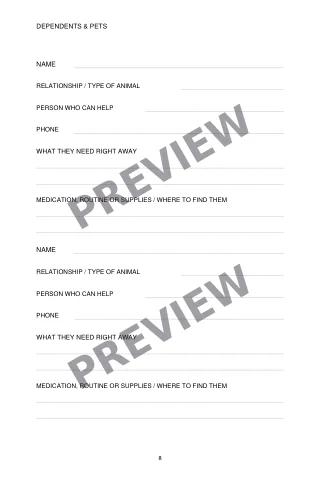 DEPENDENTS & PETS
NAME
RELATIONSHIP / TYPE OF ANIMAL
PERSON WHO CAN HELP
PHONE
WHAT THEY NEED RIGHT AWAY
PREVIEW
MEDICATION, ROUTINE OR SUPPLIES / WHERE TO FIND THEM
NAME
RELATIONSHIP / TYPE OF ANIMAL
PERSON WHO CAN HELP
PHONE
WHAT THEY NEED RIGHT AWAY
PREVIEW
MEDICATION, ROUTINE OR SUPPLIES / WHERE TO FIND THEM
8